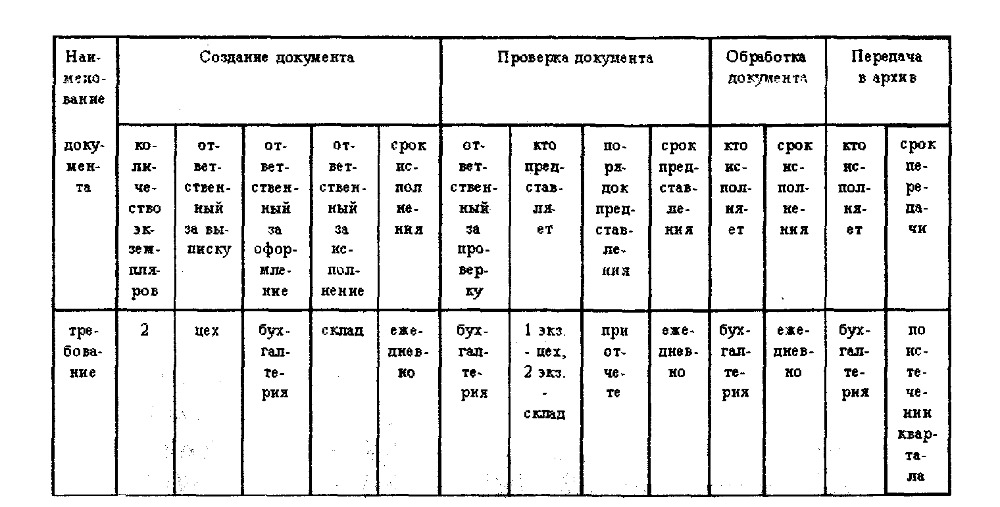 Наи-
мено-
вание
доку-
мен-
та
Создание документа
Проверка документа
Обработка
документа
Передача
в архив
ко-
ли-
че-
ство
эк-
зем-
пля-
ров
от-
вет-
ствен-
ный
за вы-
писку
от-
вет-
ствен-
ный
за
офор-
мле-
ние
от-
вет-
ствен-
ный
за
ис-
пол-
нение
срок
ис-
пол
не-
ния
от-
вет-
ствен-
ный
за
про-
вер-
ку
кто
пред-
став-
ля-
ет
по-
ря-
док
пред-
став-
ле-
ния
срок
пред-
став-
ле-
ния
кто
ис-
пол-
ня-
ет
срок
ис-
пол-
не-
ния
кто
ис-
пол-
ня-
ет
срок
пе-
ре-
да-
чи
тре-
бова-
ние
2
цех
бух-
гал-
те-
рия
склад
еже-
днев-
но
бух-
гал-
те-
рия
1 экз.
- цех,
2 экз.
-
склад
при
от-
че-
те
еже-
днев-
но
бух-
гал-
те-
рия
еже-
днев-
но
бух-
гал-
те-
рия
по
ис-
те-
че-
нии
квар-
та-
ла